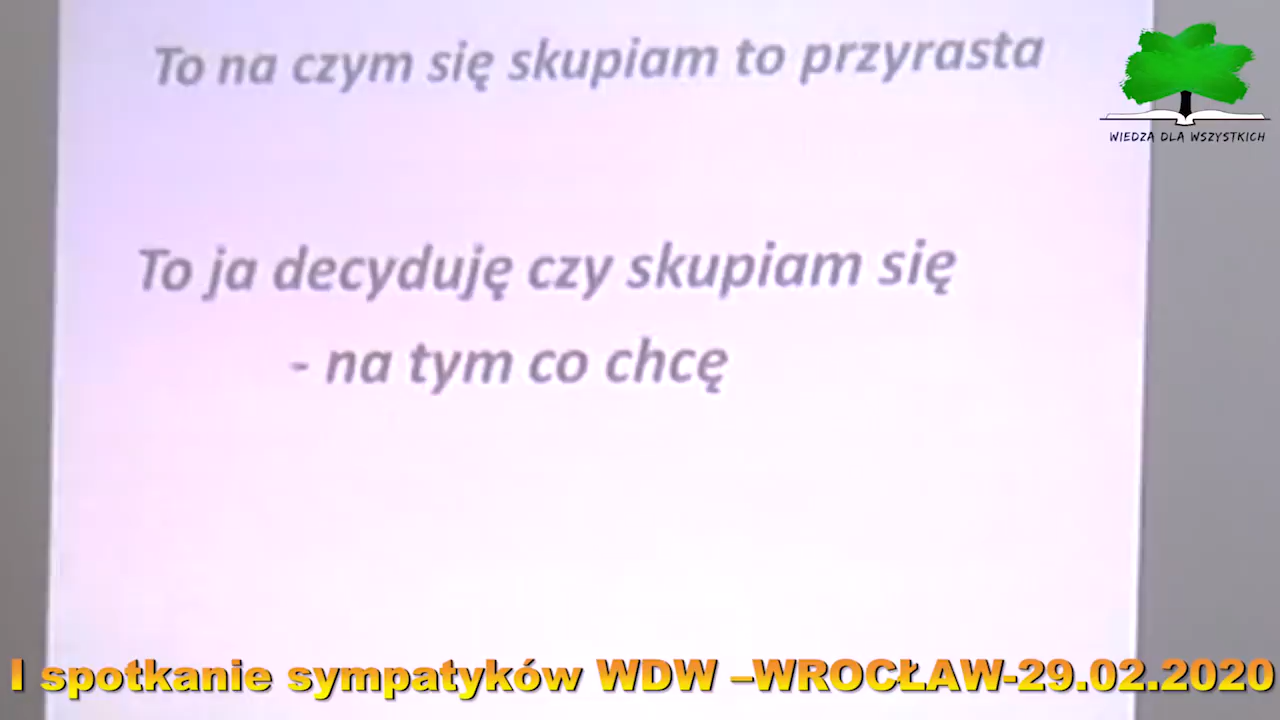 To na czym się skupiam to przyrasta
WIEDZA DLA WSZYSTKICH
To ja decyduję czy skupiam się
- na tym co chcę
I spotkanie sympatyków WDW –WROCŁAW-29.02.2020